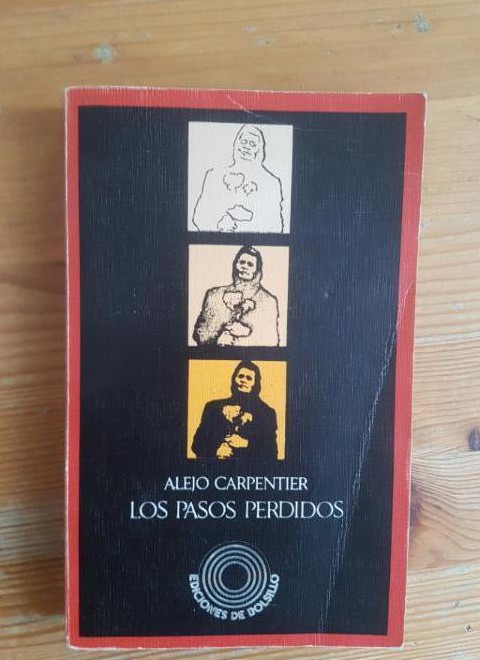 ALEJO CARPENTIER
LOS PASOS PERDIDOS
EDICIONES DE BOLSILLO